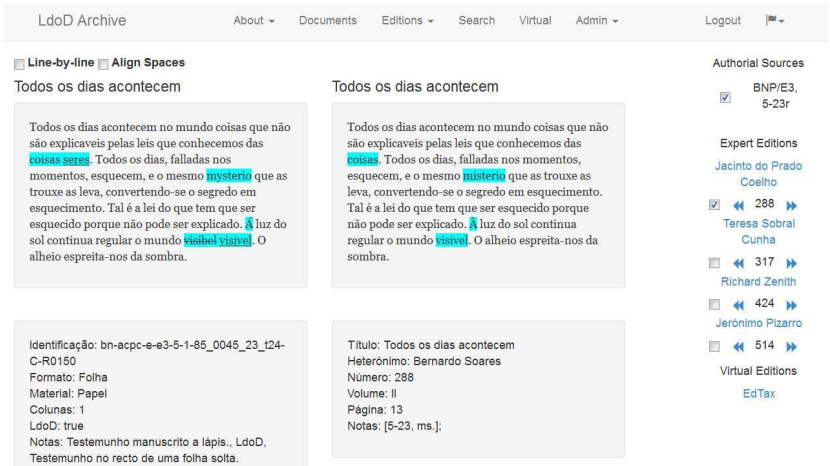 LdoD Archive About Documents Editions Search Virtual Admin Logout
Line-by-line Align Spaces
Todos os dias acontecem
Todos os dias acontecem no mundo coisas que não
são explicaveis pelas leis que conhecemos das
coisas seres. Todos os dias, falladas nos
momentos, esquecem, e o mesmo mysterio que as
trouxe as leva, convertendo-se o segredo em
esquecimento. Tal é a lei do que tem que ser
esquecido porque não pode ser explicado. À luz do
sol continua regular o mundo visibel visivel. O
alheio espreita-nos da sombra.
Identificação: bn-acpc-e-e3-5-1-85_0045_23_t24-
C-R0150
Formato: Folha
Material: Papel
Colunas: 1
LdoD: true
Notas: Testemunho manuscrito a lápis., LdoD,
Testemunho no recto de uma folha solta.
Todos os dias acontecem
Todos os dias acontecem no mundo coisas que não
são explicaveis pelas leis que conhecemos das
coisas. Todos os dias, falladas nos momentos,
esquecem, e o mesmo misterio que as trouxe as
leva, convertendo-se o segredo em esquecimento.
Tal é a lei do que tem que ser esquecido porque
não pode ser explicado. À luz do sol continua
regular o mundo visivel. O alheio espreita-nos da
sombra.
Título: Todos os dias acontecem
Heterónimo: Bernardo Soares
Número: 288
Volume: II
Página: 13
Notas: [5-23, ms.];
Authorial Sources
BNP/E3,
5-23r
Expert Editions
Jacinto do Prado
Coelho
288
Teresa Sobral
Cunha
317
Richard Zenith
424
Jerónimo Pizarro
514
Virtual Editions
EdTax